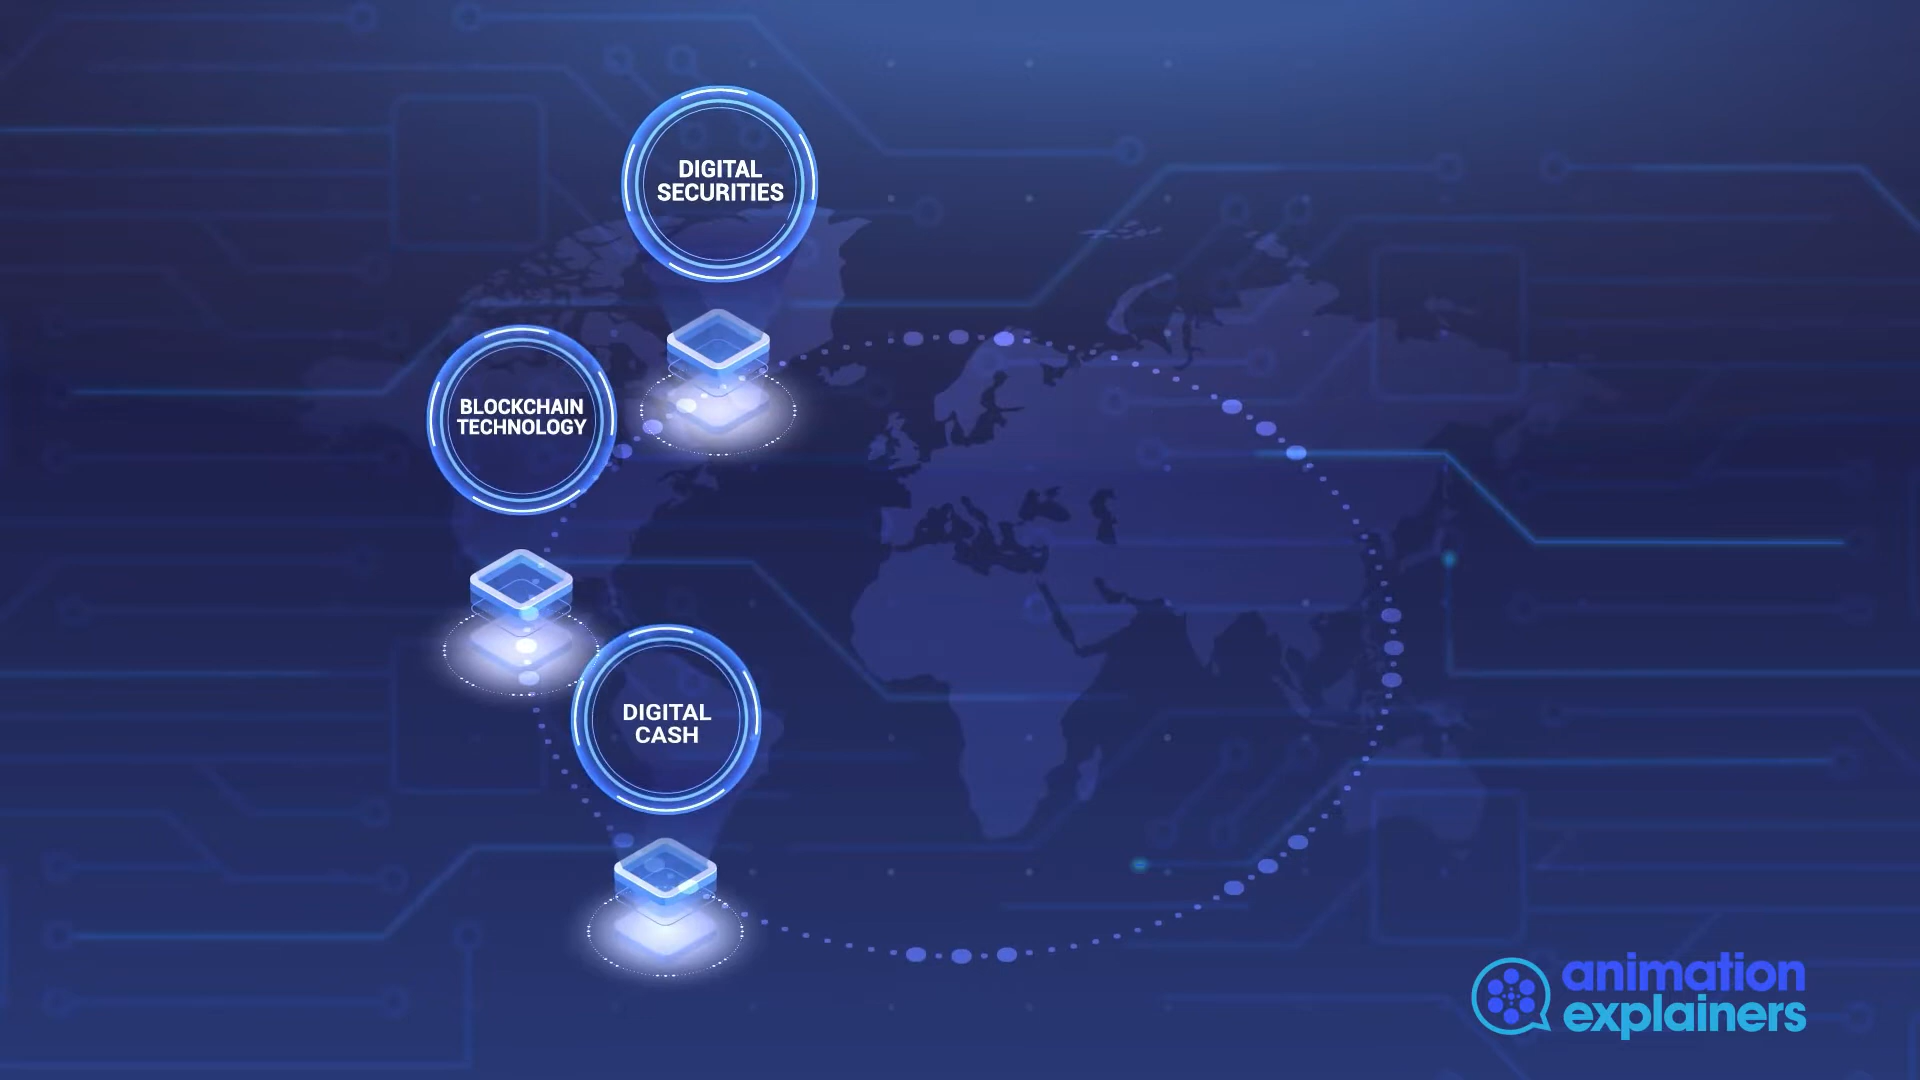 DIGITAL
SECURITIES
BLOCKCHAIN
TECHNOLOGY
DIGITAL
CASH
animation
explainers